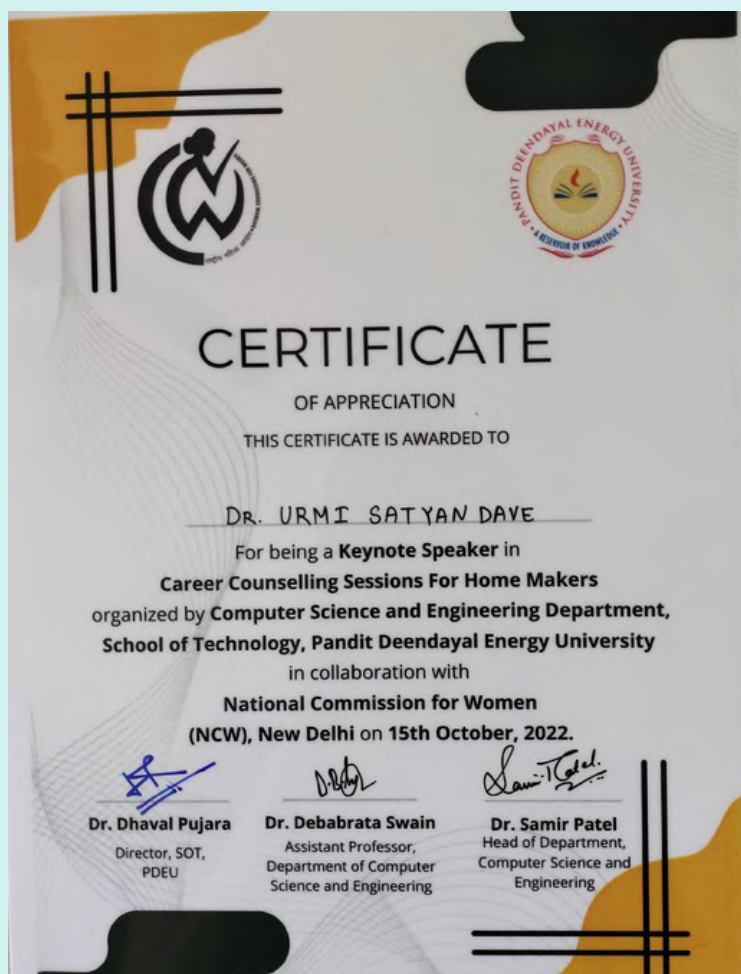 PANDIT DEENDAYAL ENERGY UNIVERSITY
A RESERVOIR OF KNOWLEDGE
CERTIFICATE
OF APPRECIATION
THIS CERTIFICATE IS AWARDED TO
DR. URMI SATYAN DAVE
For being a Keynote Speaker in
Career Counselling Sessions For Home Makers
organized by Computer Science and Engineering Department,
School of Technology, Pandit Deendayal Energy University
in collaboration with
National Commission for Women
(NCW), New Delhi on 15th October, 2022.
Dr. Dhaval Pujara
Director, SOT,
PDEU
Dr. Debabrata Swain
Assistant Professor,
Department of Computer
Science and Engineering
Dr. Samir Patel
Head of Department,
Computer Science and
Engineering